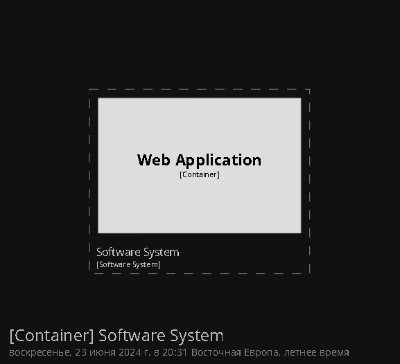 Web Application
[Container]
Software System
[Software System]
[Container] Software System
воскресенье, 23 июня 2024 г. в 20:31 Восточная Европа, летнее время